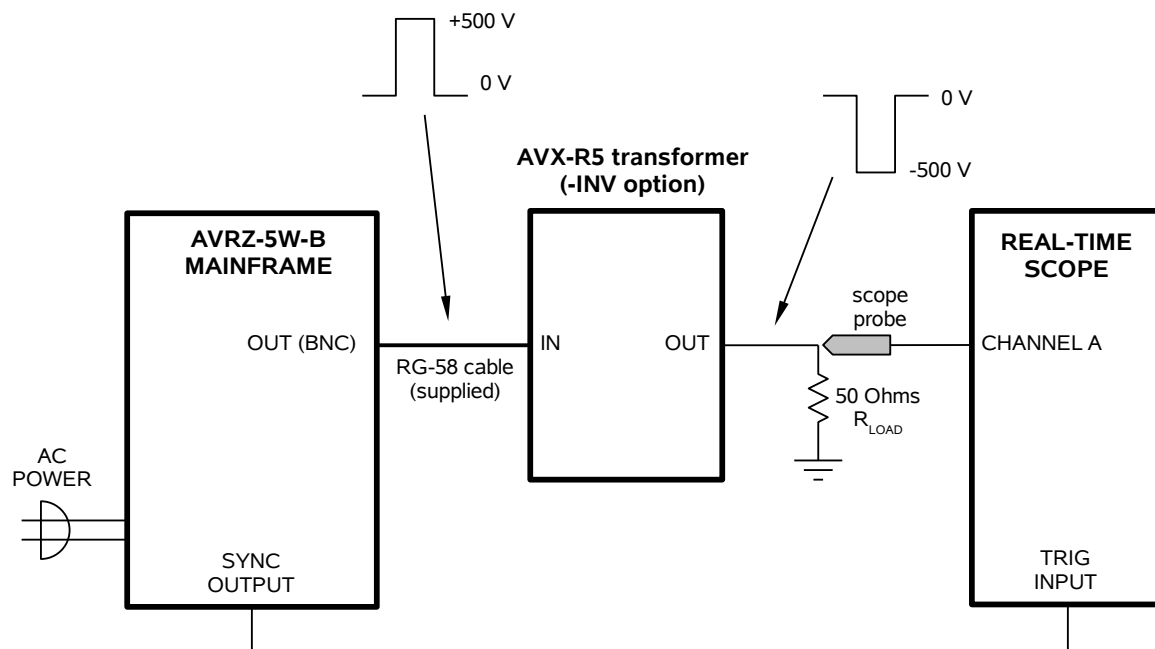 +500 V
0 V
0 V
-500 V
AVX-R5 transformer
(-INV option)
AVRZ-5W-B
MAINFRAME
REAL-TIME
SCOPE
scope
probe
OUT (BNC)
IN
OUT
CHANNEL A
RG-58 cable
(supplied)
50 Ohms
R_LOAD
AC
POWER
SYNC
OUTPUT
TRIG
INPUT